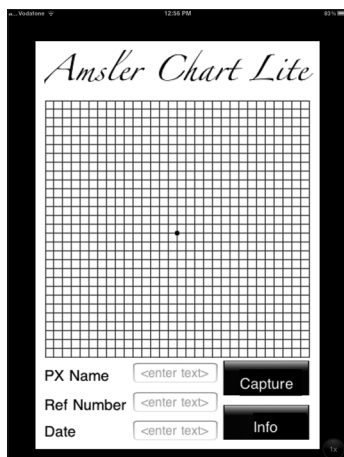 Vodafone 12:56 PM 83%
Amsler Chart Lite
PX Name <enter text> Capture
Ref Number <enter text>
Date <enter text> Info
1x